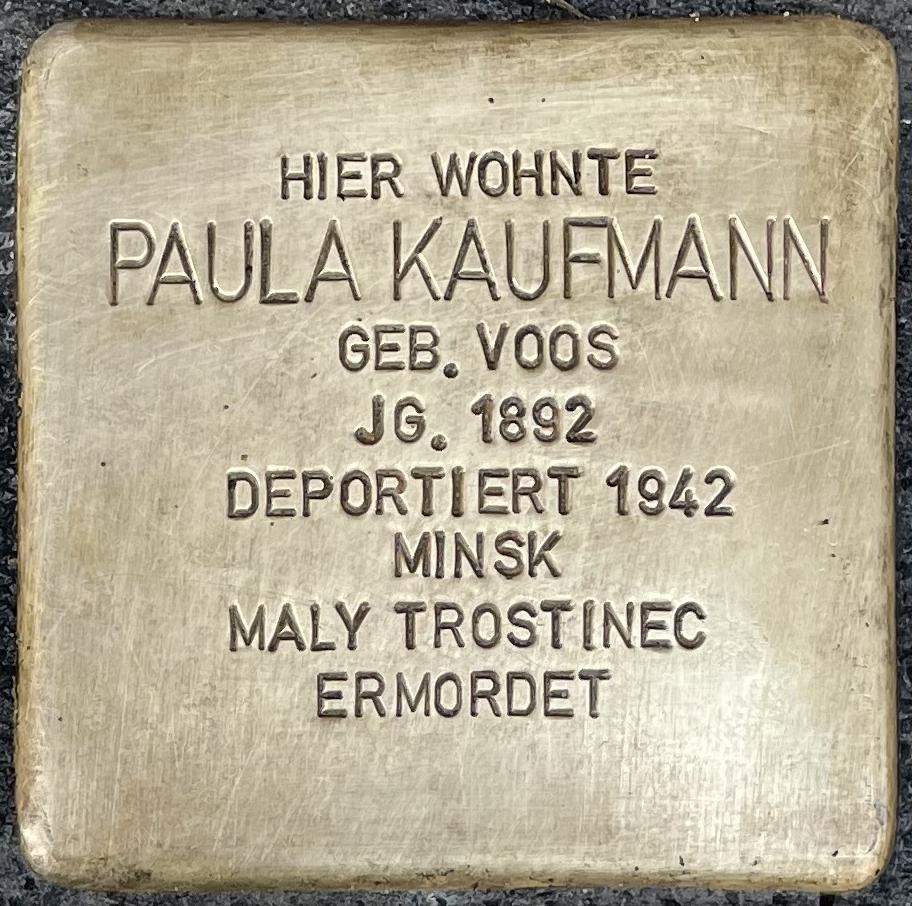 HIER WOHNTE
PAULA KAUFMANN
GEB. VOOS
JG. 1892
DEPORTIERT 1942
MINSK
MALY TROSTINEC
ERMORDET